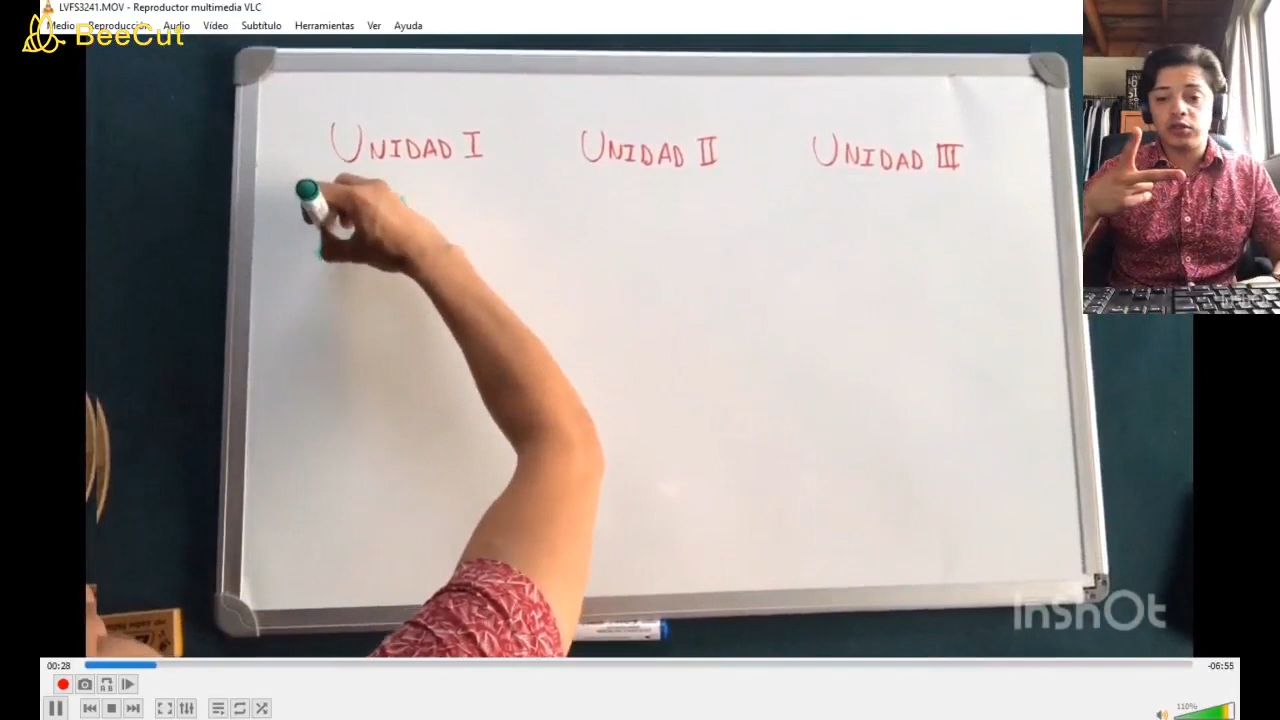 LVFS3241.MOV - Reproductor multimedia VLC
Medio Reproducción Audio Vídeo Subtítulo Herramientas Ver Ayuda
BeeCut
UNIDAD I UNIDAD II UNIDAD III
InShOt
00:28 -06:55
110%